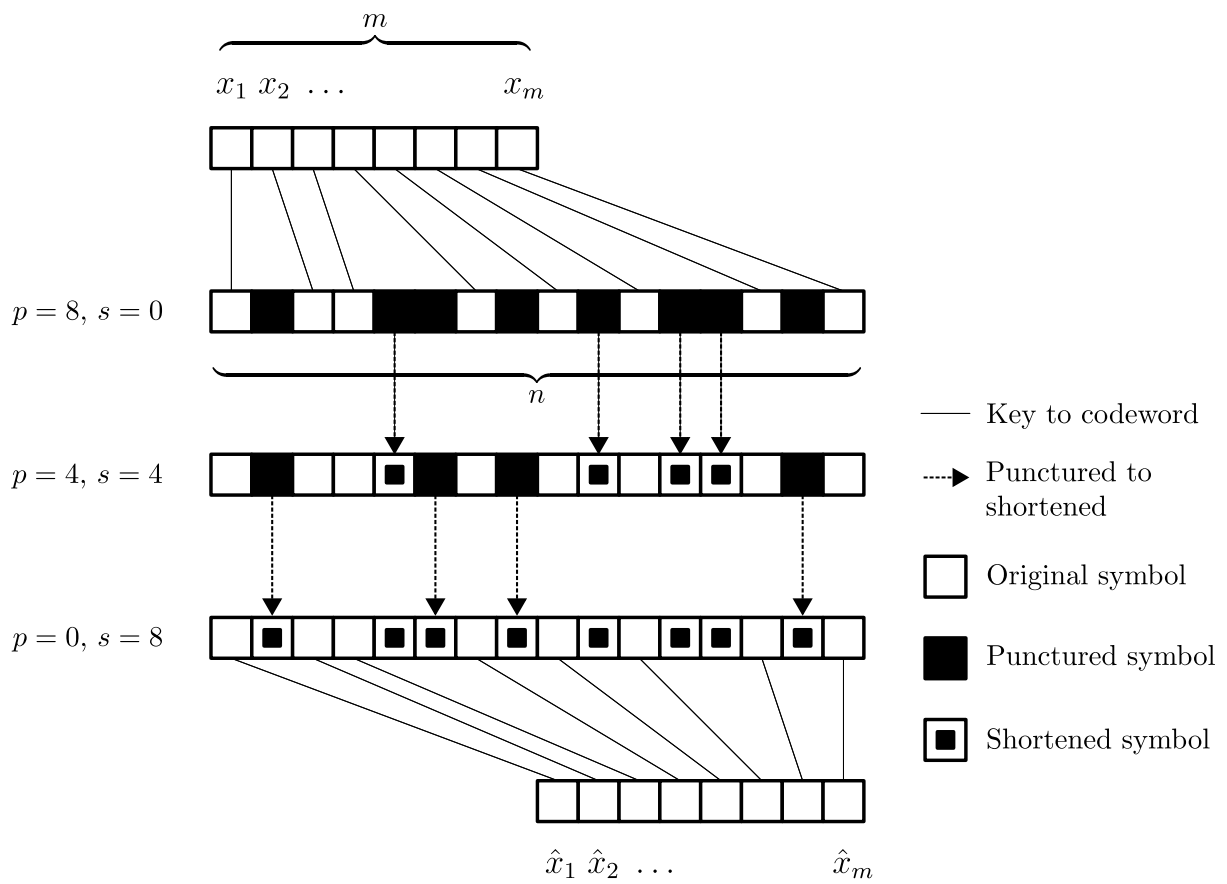 m
x₁ x₂ … xₘ
p = 8, s = 0
n
p = 4, s = 4
p = 0, s = 8
x̂₁ x̂₂ … x̂ₘ
Key to codeword
Punctured to
shortened
Original symbol
Punctured symbol
Shortened symbol